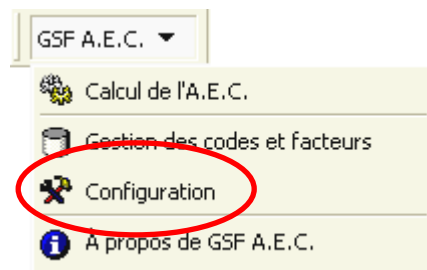 GSF A.E.C.
Calcul de l'A.E.C.
Gestion des codes et facteurs
Configuration
À propos de GSF A.E.C.